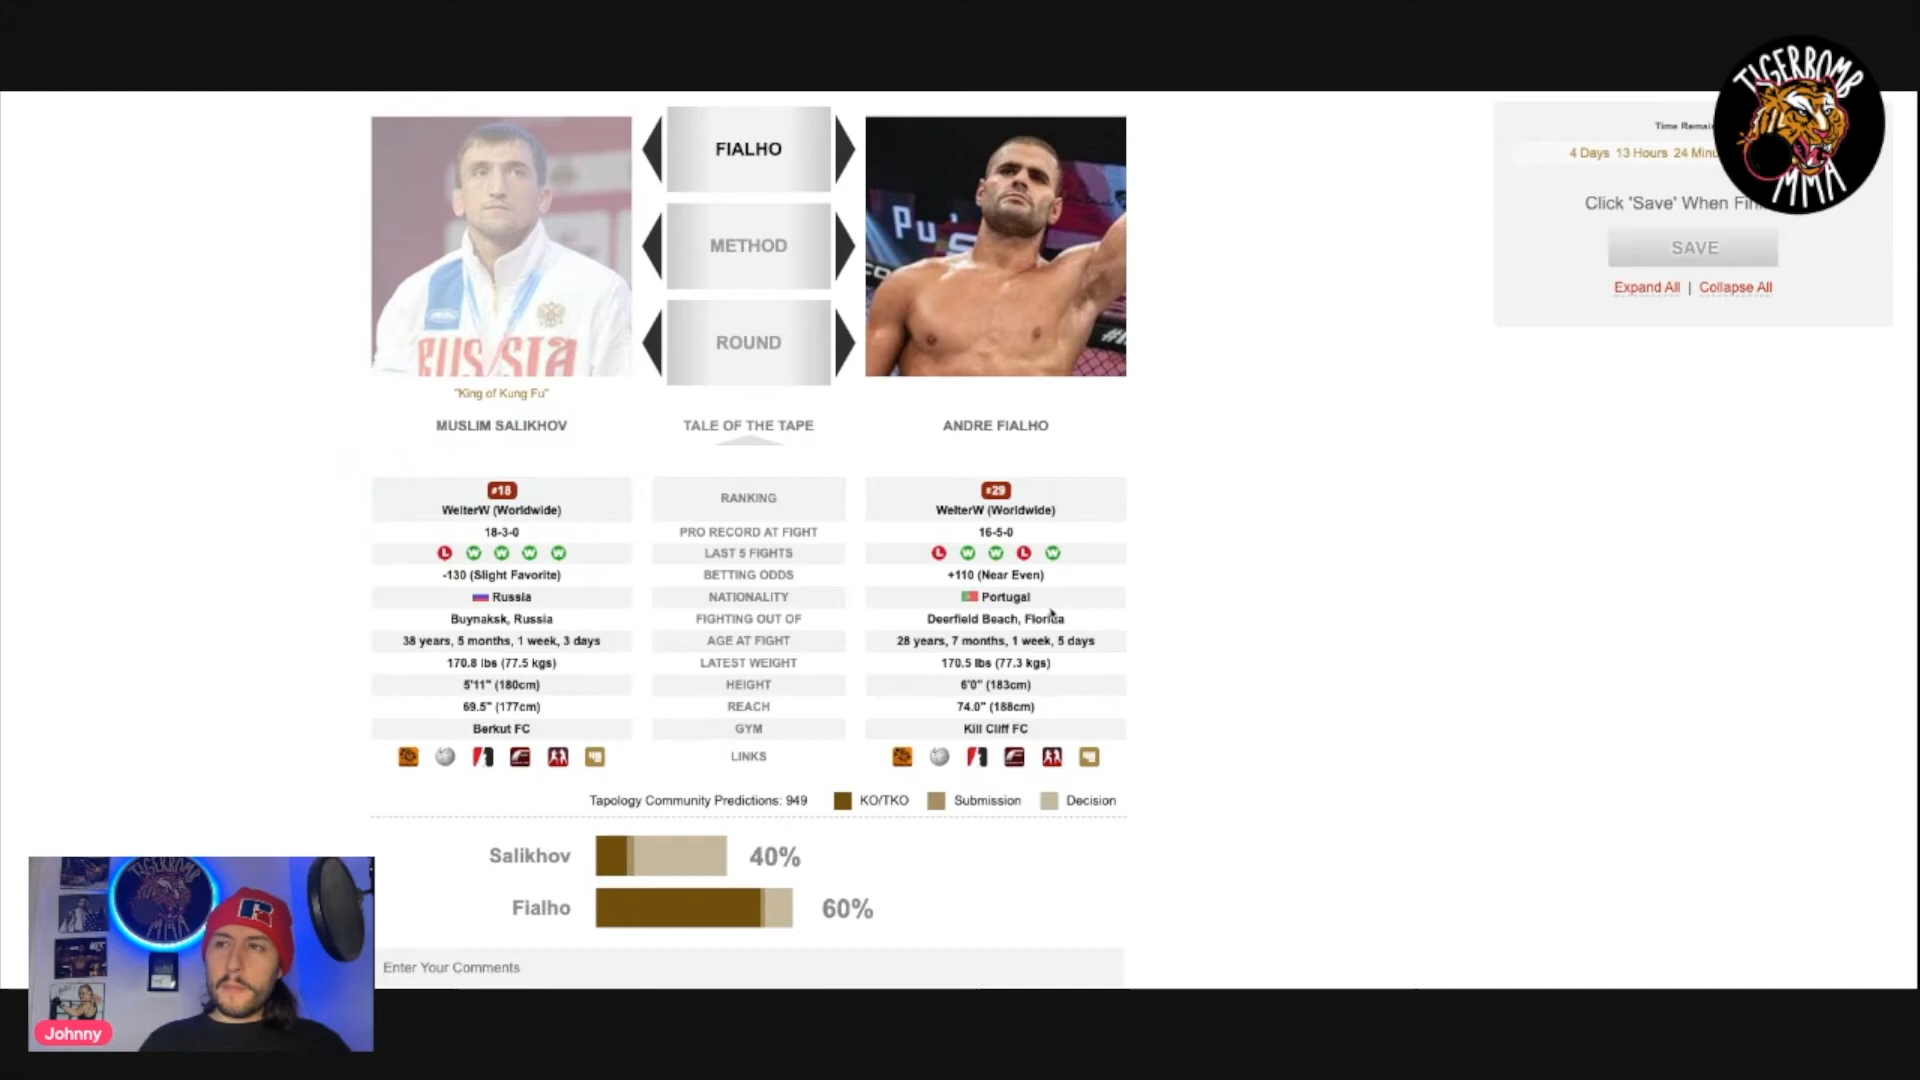 TIGERBOMB
MMA
Time Remai
4 Days 13 Hours 24 Minu
Click 'Save' When Fin
SAVE
Expand All | Collapse All
FIALHO
METHOD
ROUND
RUSSIA
Pu's
"King of Kung Fu"
MUSLIM SALIKHOV
TALE OF THE TAPE
ANDRE FIALHO
#18
RANKING
#29
WelterW (Worldwide)
WelterW (Worldwide)
18-3-0
PRO RECORD AT FIGHT
16-5-0
L W W W W
LAST 5 FIGHTS
L W W L W
-130 (Slight Favorite)
BETTING ODDS
+110 (Near Even)
Russia
NATIONALITY
Portugal
Buynaksk, Russia
FIGHTING OUT OF
Deerfield Beach, Florida
38 years, 5 months, 1 week, 3 days
AGE AT FIGHT
28 years, 7 months, 1 week, 5 days
170.8 lbs (77.5 kgs)
LATEST WEIGHT
170.5 lbs (77.3 kgs)
5'11" (180cm)
HEIGHT
6'0" (183cm)
69.5" (177cm)
REACH
74.0" (188cm)
Berkut FC
GYM
Kill Cliff FC
LINKS
Tapology Community Predictions: 949
KO/TKO
Submission
Decision
Salikhov
40%
Fialho
60%
Enter Your Comments
TIGERBOMB
MMA
R
Johnny